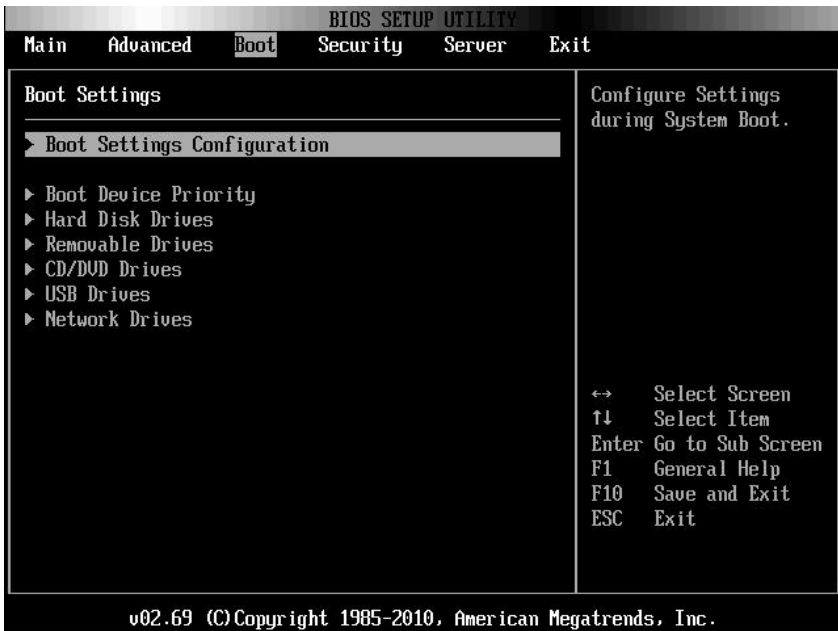 BIOS SETUP UTILITY
Main Advanced Boot Security Server Exit
Boot Settings
Boot Settings Configuration
Boot Device Priority
Hard Disk Drives
Removable Drives
CD/DVD Drives
USB Drives
Network Drives
Configure Settings
during System Boot.
↔ Select Screen
↑↓ Select Item
Enter Go to Sub Screen
F1 General Help
F10 Save and Exit
ESC Exit
v02.69 (C)Copyright 1985-2010, American Megatrends, Inc.